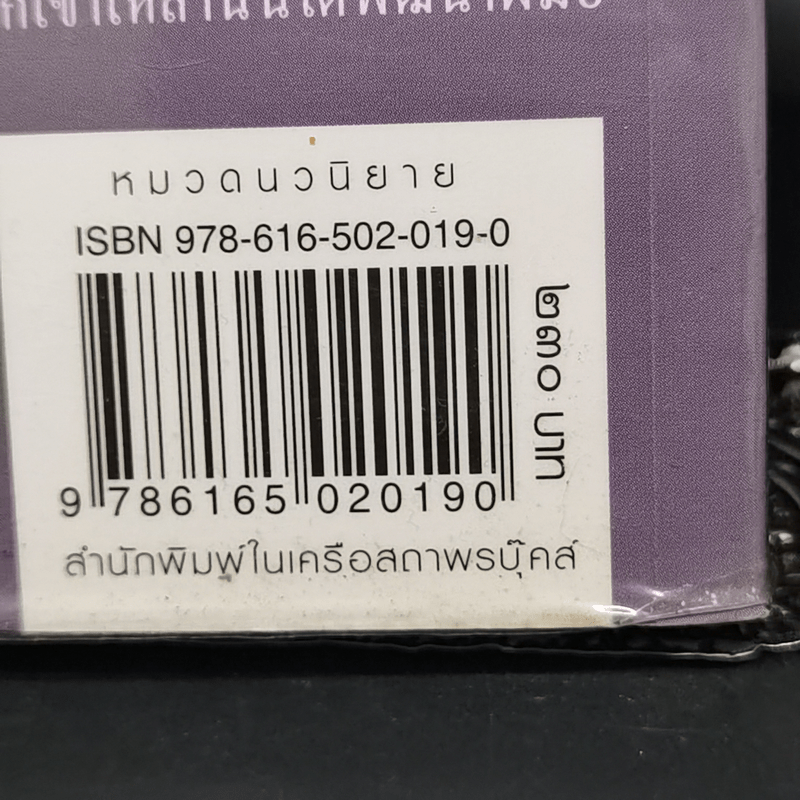 หมวดนวนิยาย
ISBN 978-616-502-019-0
๒๓๐ บาท
9 786165 020190
สำนักพิมพ์ในเครือสถาพรบุ๊คส์